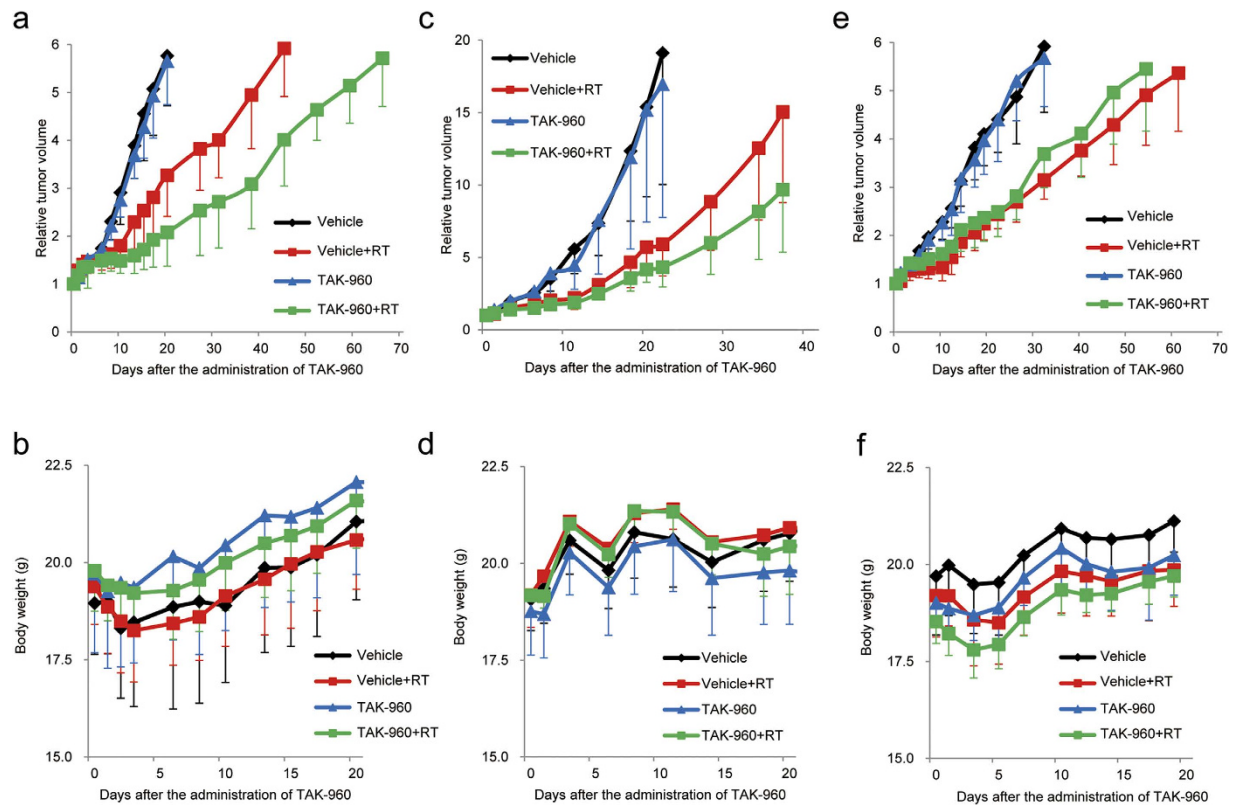 a
Relative tumor volume
6
5
4
3
2
1
0
Vehicle
Vehicle+RT
TAK-960
TAK-960+RT
0 10 20 30 40 50 60 70
Days after the administration of TAK-960
c
Relative tumor volume
20
15
10
5
0
Vehicle
Vehicle+RT
TAK-960
TAK-960+RT
0 10 20 30 40
Days after the administration of TAK-960
e
Relative tumor volume
6
5
4
3
2
1
0
Vehicle
Vehicle+RT
TAK-960
TAK-960+RT
0 10 20 30 40 50 60 70
Days after the administration of TAK-960
b
Body weight (g)
22.5
20.0
17.5
15.0
Vehicle
Vehicle+RT
TAK-960
TAK-960+RT
0 5 10 15 20
Days after the administration of TAK-960
d
Body weight (g)
22.5
20.0
17.5
15.0
Vehicle
Vehicle+RT
TAK-960
TAK-960+RT
0 5 10 15 20
Days after the administration of TAK-960
f
Body weight (g)
22.5
20.0
17.5
15.0
Vehicle
Vehicle+RT
TAK-960
TAK-960+RT
0 5 10 15 20
Days after the administration of TAK-960